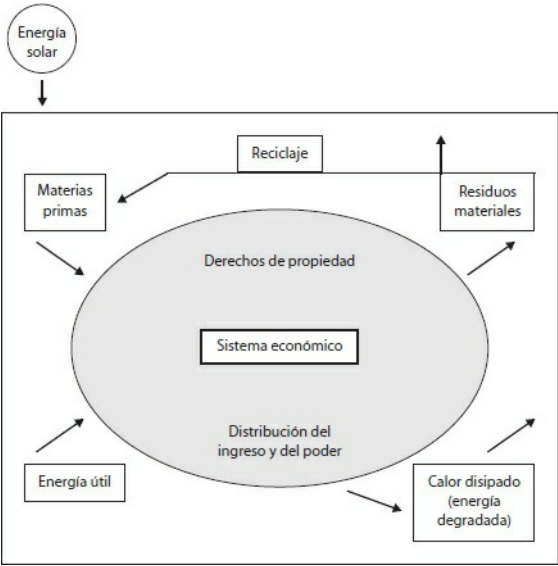 Energía
solar
Reciclaje
Materias
primas
Residuos
materiales
Derechos de propiedad
Sistema económico
Distribución del
ingreso y del poder
Energía útil
Calor disipado
(energía
degradada)